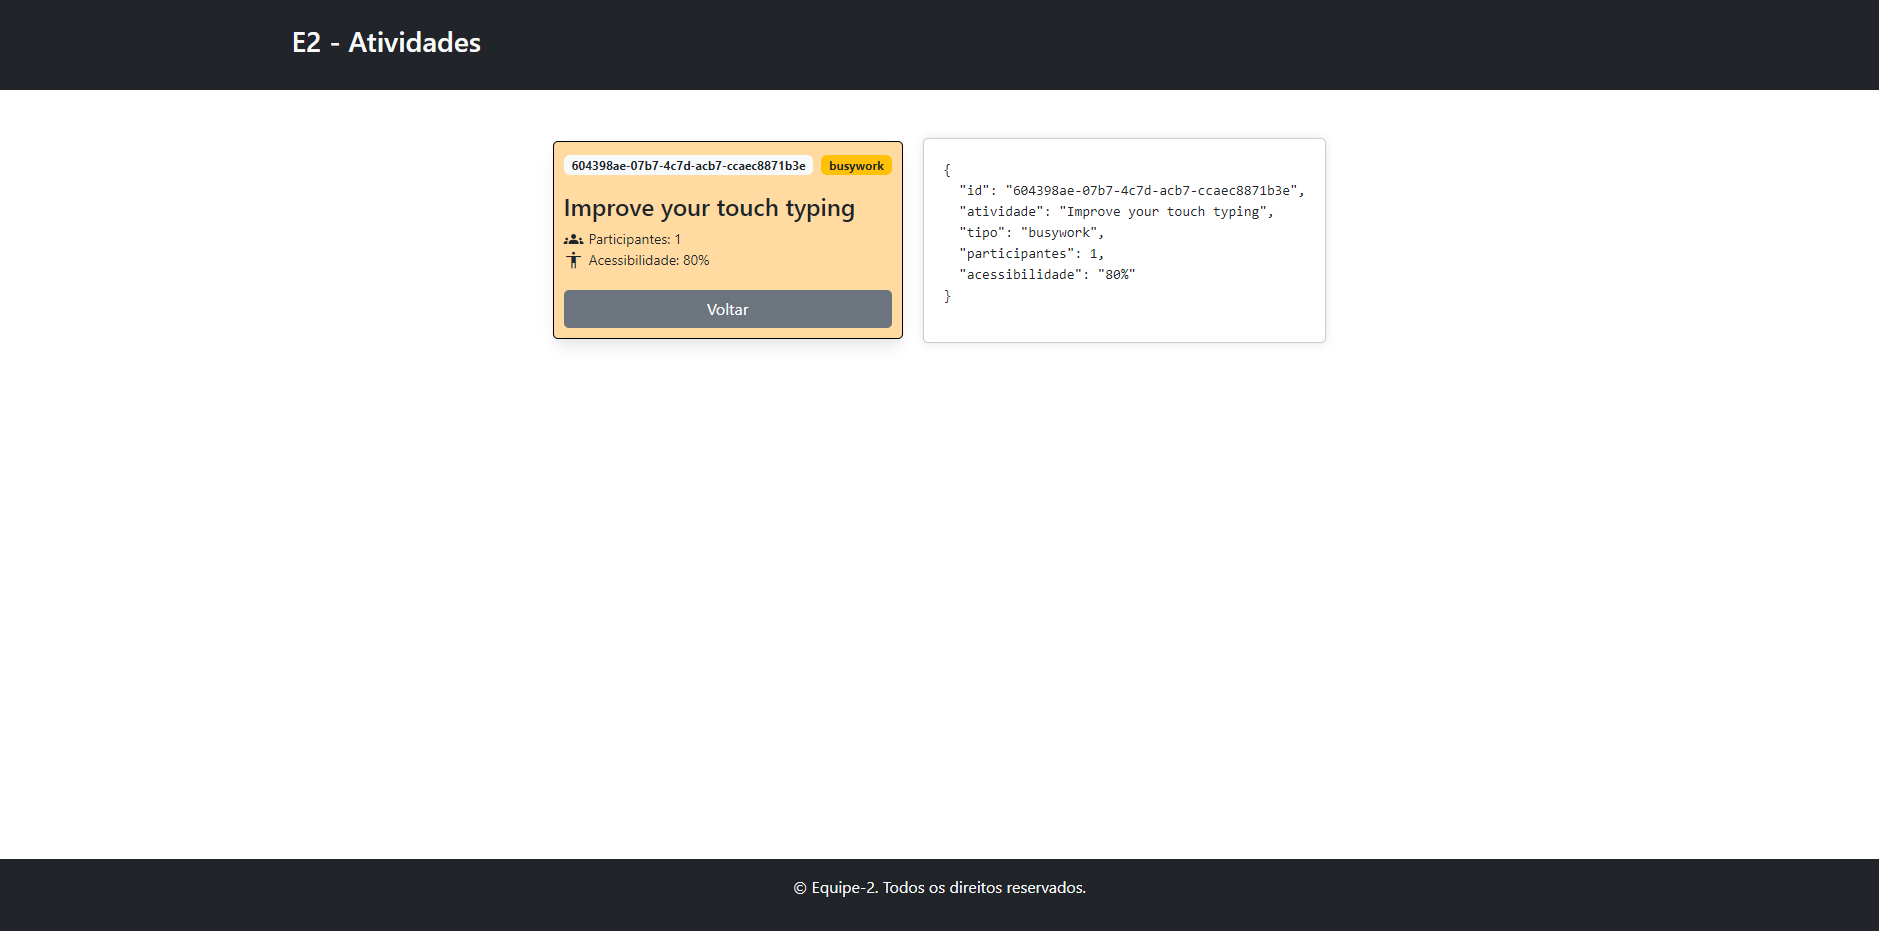 E2 - Atividades
604398ae-07b7-4c7d-acb7-ccaec8871b3e busywork
Improve your touch typing
Participantes: 1
Acessibilidade: 80%
Voltar
{
"id": "604398ae-07b7-4c7d-acb7-ccaec8871b3e",
"atividade": "Improve your touch typing",
"tipo": "busywork",
"participantes": 1,
"acessibilidade": "80%"
}
© Equipe-2. Todos os direitos reservados.